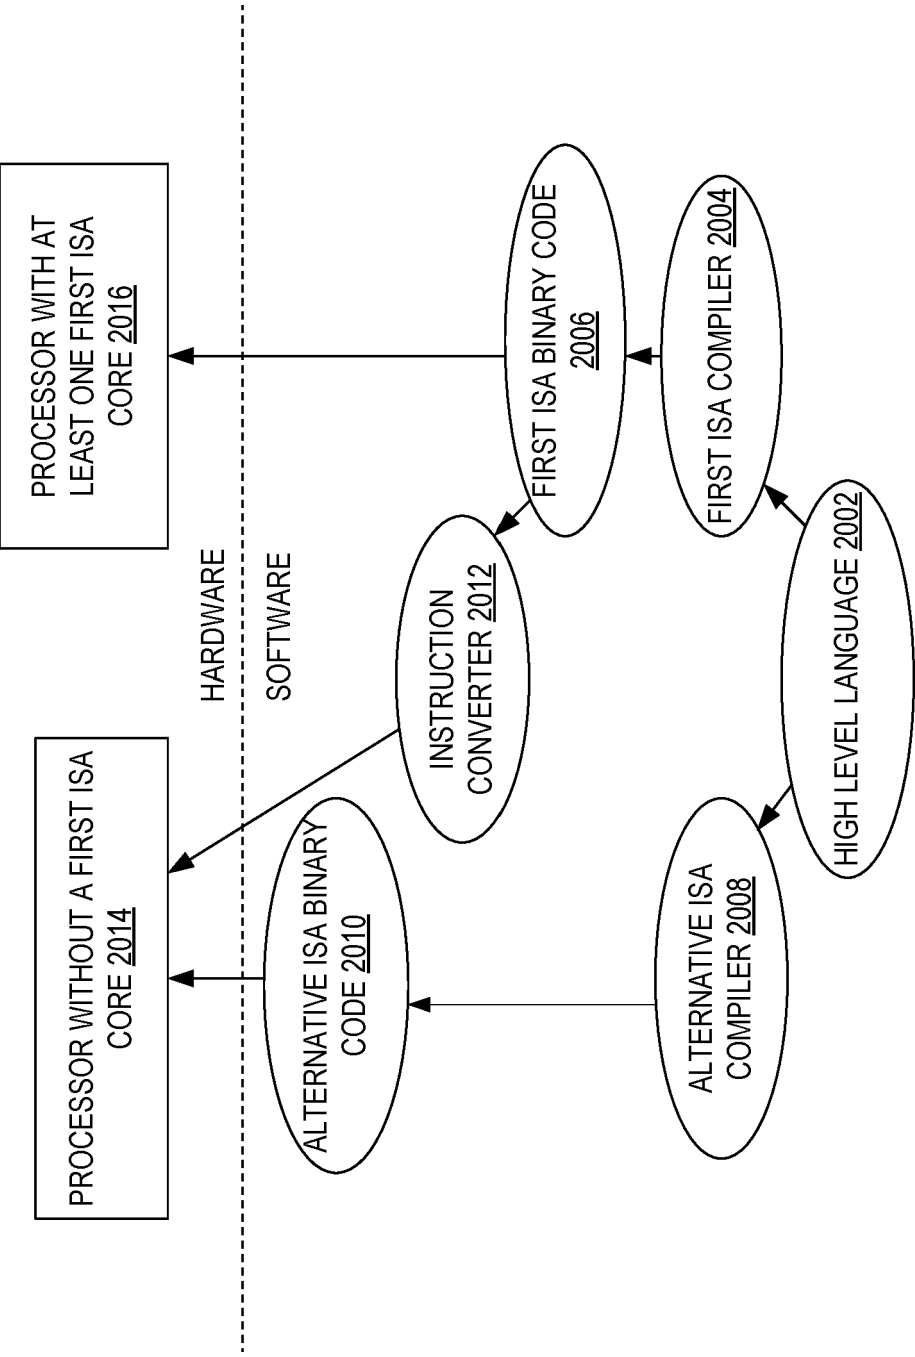 PROCESSOR WITHOUT A FIRST ISA
CORE 2014
PROCESSOR WITH AT
LEAST ONE FIRST ISA
CORE 2016
HARDWARE
SOFTWARE
ALTERNATIVE ISA BINARY
CODE 2010
INSTRUCTION
CONVERTER 2012
FIRST ISA BINARY CODE
2006
ALTERNATIVE ISA
COMPILER 2008
FIRST ISA COMPILER 2004
HIGH LEVEL LANGUAGE 2002